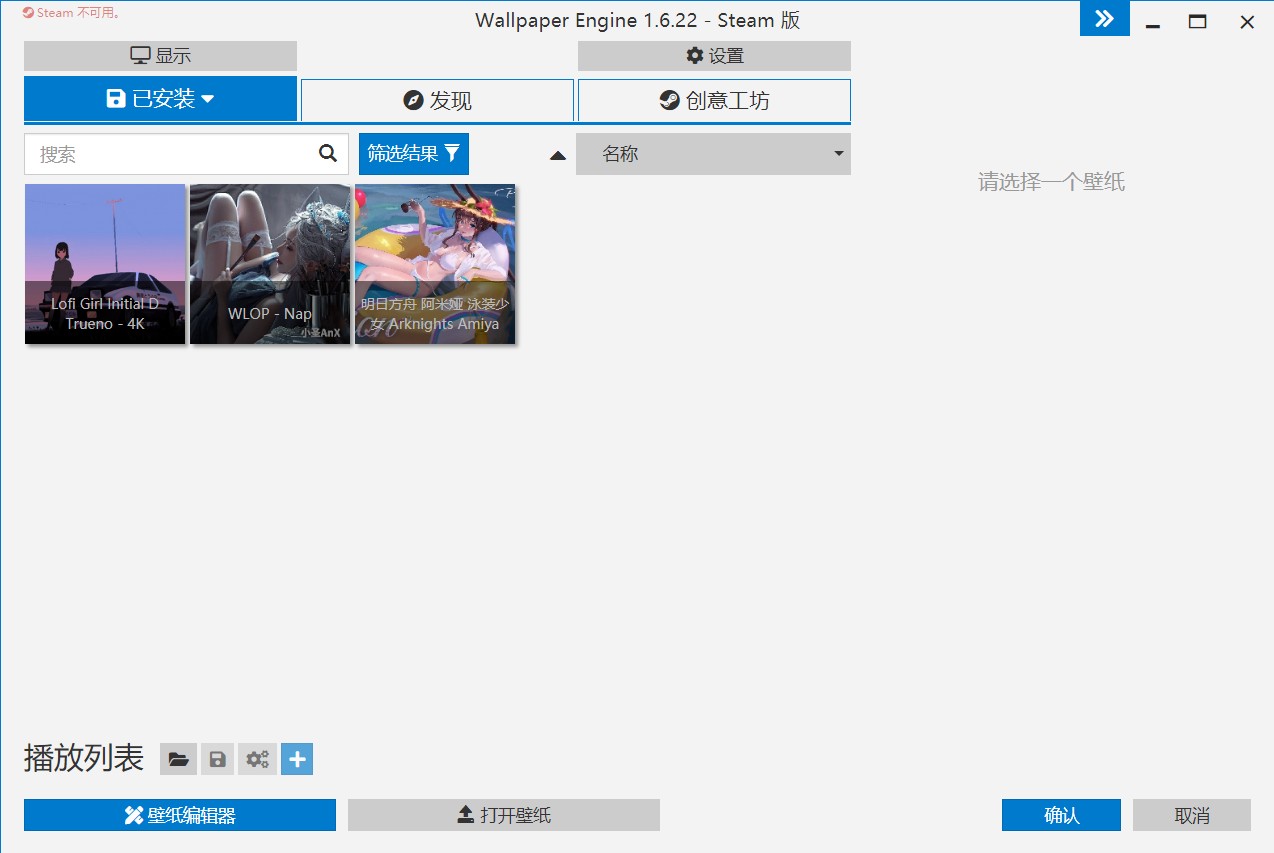 Steam 不可用。
Wallpaper Engine 1.6.22 - Steam 版
显示
设置
已安装
发现
创意工坊
搜索
筛选结果
名称
请选择一个壁纸
Lofi Girl Initial D
Trueno - 4K
WLOP - Nap
小圣AnX
明日方舟 阿米娅 泳装少
女 Arknights Amiya
播放列表
壁纸编辑器
打开壁纸
确认
取消